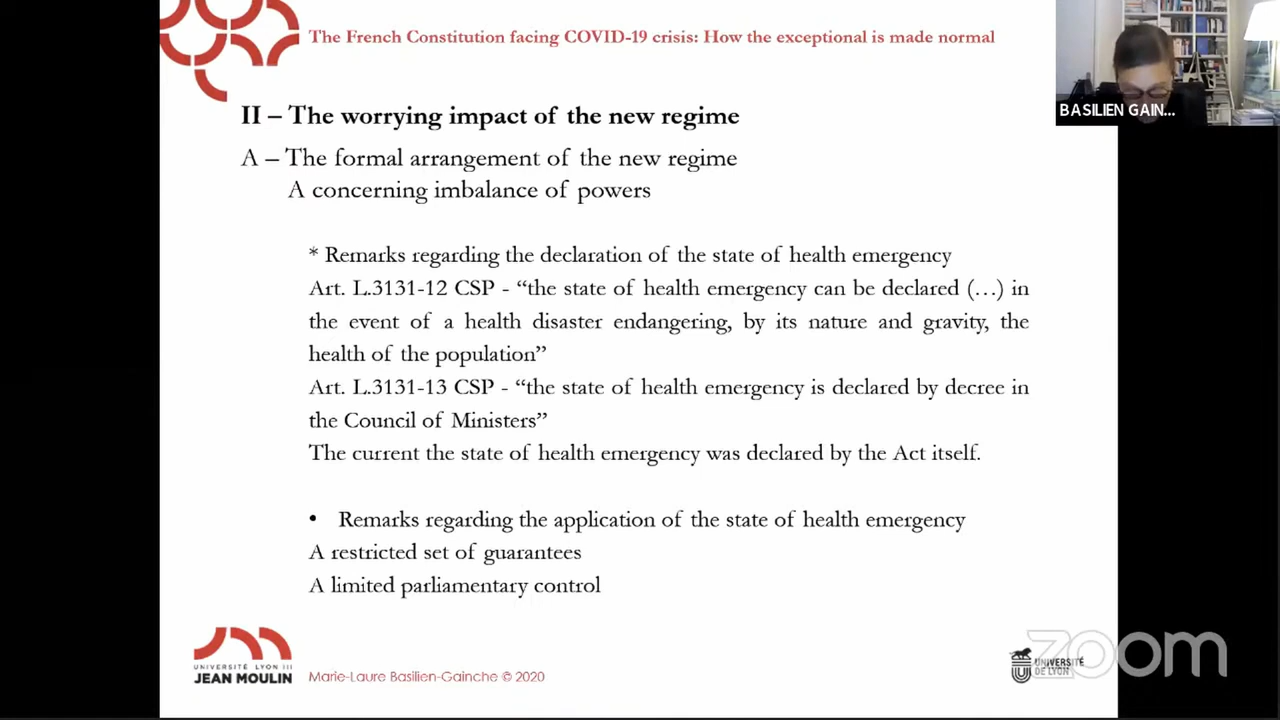 The French Constitution facing COVID-19 crisis: How the exceptional is made normal
BASILIEN GAIN...
II – The worrying impact of the new regime
A – The formal arrangement of the new regime
A concerning imbalance of powers
* Remarks regarding the declaration of the state of health emergency
Art. L.3131-12 CSP - “the state of health emergency can be declared (…) in
the event of a health disaster endangering, by its nature and gravity, the
health of the population”
Art. L.3131-13 CSP - “the state of health emergency is declared by decree in
the Council of Ministers”
The current the state of health emergency was declared by the Act itself.
• Remarks regarding the application of the state of health emergency
A restricted set of guarantees
A limited parliamentary control
UNIVERSITÉ LYON III
JEAN MOULIN
Marie-Laure Basilien-Gainche © 2020
UNIVERSITÉ
DE LYON
zoom